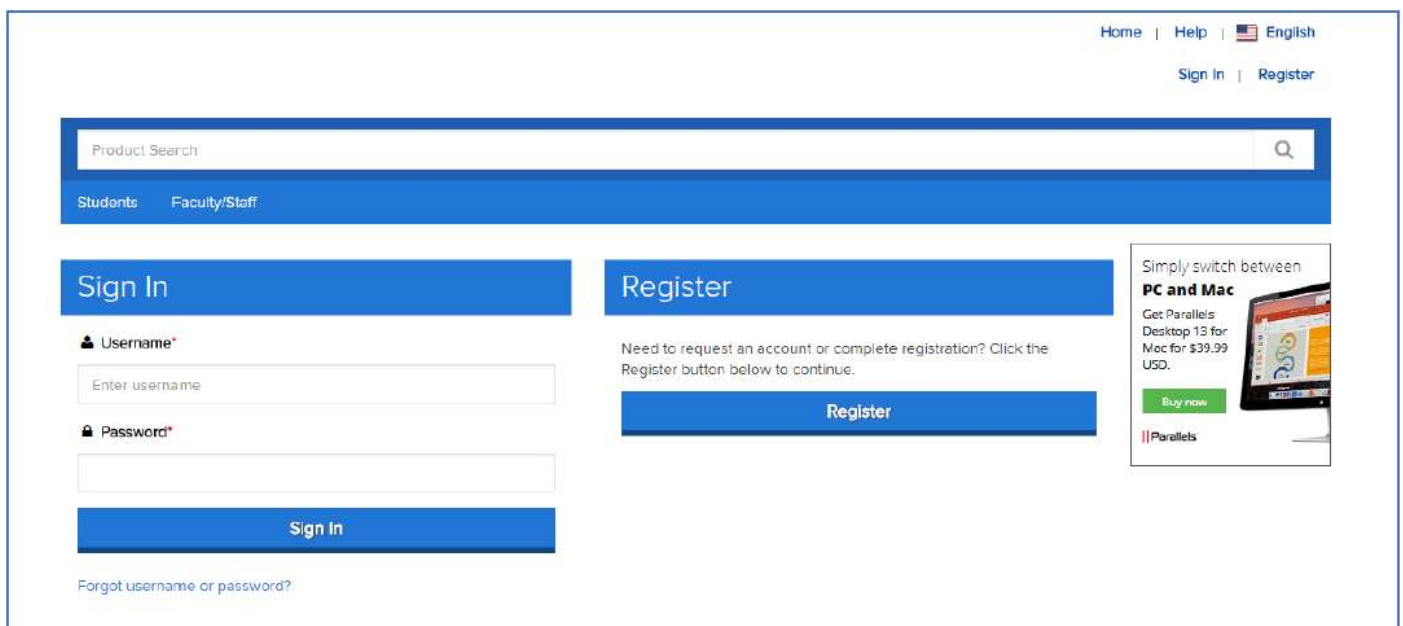 Home | Help | English
Sign In | Register
Product Search
Students Faculty/Staff
Sign In
Username*
Enter username
Password*
Sign In
Forgot username or password?
Register
Need to request an account or complete registration? Click the
Register button below to continue.
Register
Simply switch between
PC and Mac
Get Parallels
Desktop 13 for
Mac for $39.99
USD.
Buy now
||Parallels